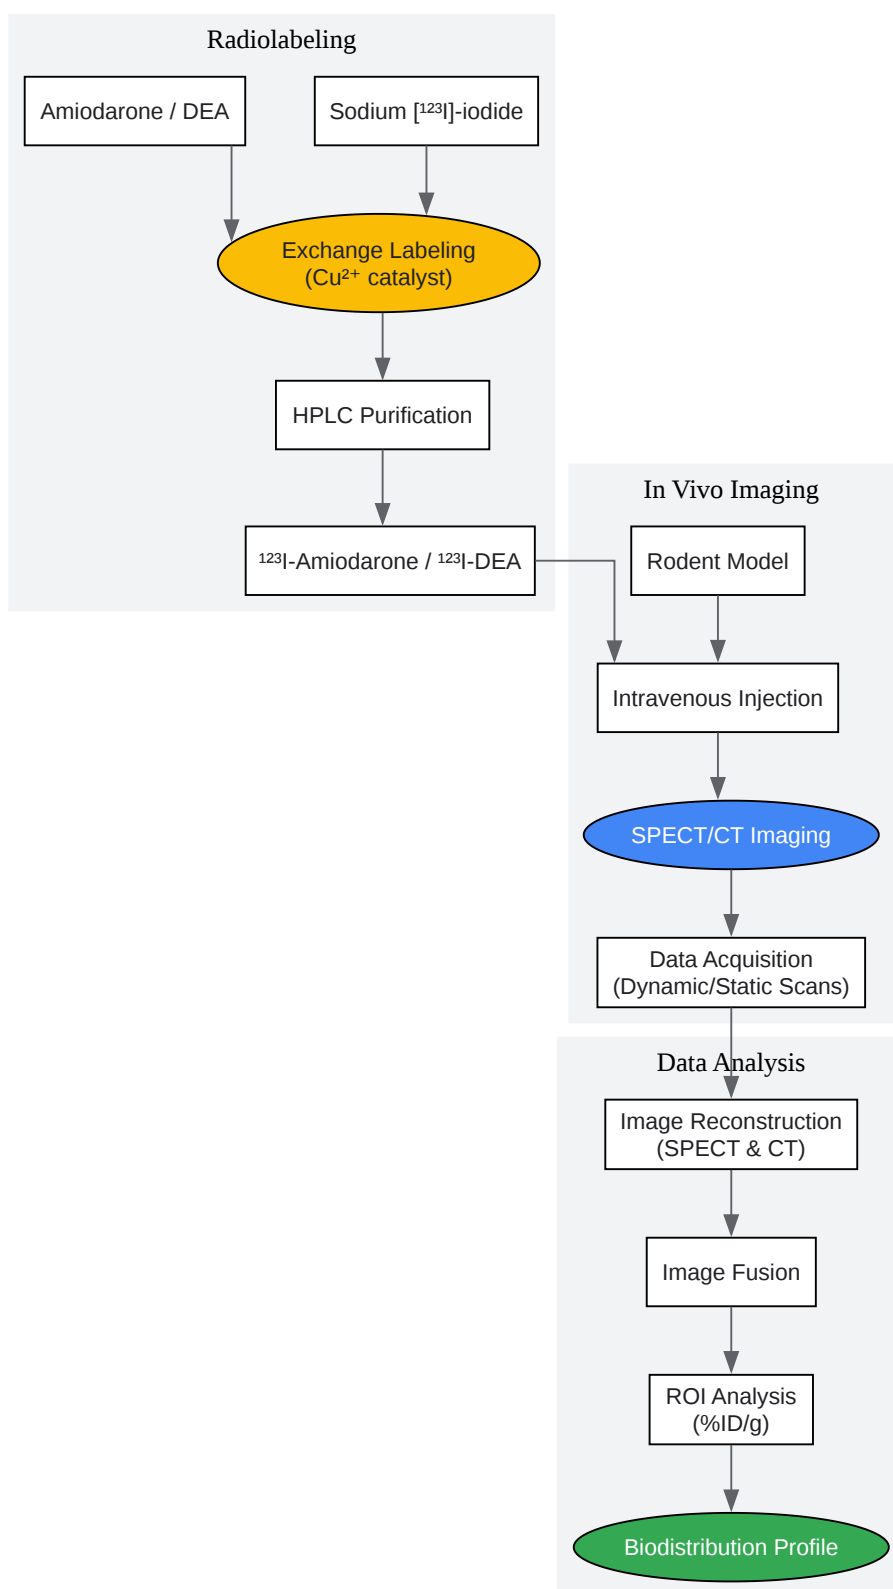 Radiolabeling
Amiodarone / DEA
Sodium [¹²³I]-iodide
Exchange Labeling
(Cu²⁺ catalyst)
HPLC Purification
¹²³I-Amiodarone / ¹²³I-DEA
In Vivo Imaging
Rodent Model
Intravenous Injection
SPECT/CT Imaging
Data Acquisition
(Dynamic/Static Scans)
Data Analysis
Image Reconstruction
(SPECT & CT)
Image Fusion
ROI Analysis
(%ID/g)
Biodistribution Profile